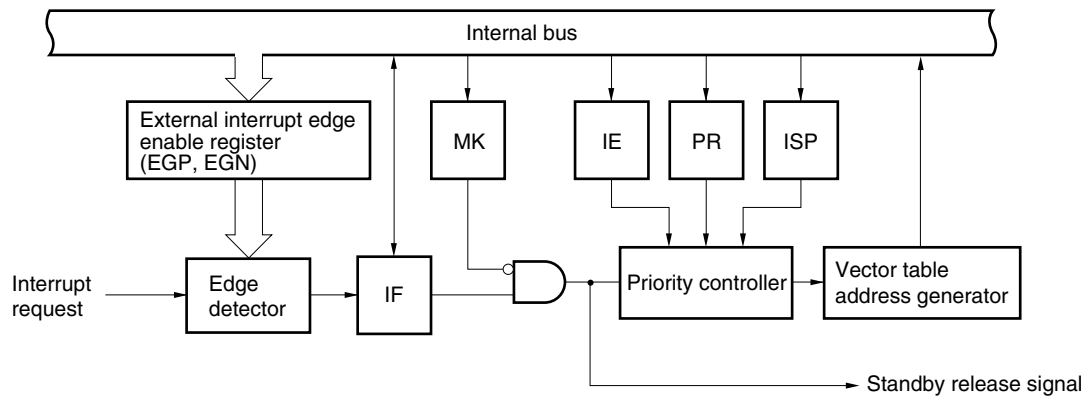 Internal bus
External interrupt edge
enable register
(EGP, EGN)
MK
IE
PR
ISP
Interrupt
request
Edge
detector
IF
Priority controller
Vector table
address generator
Standby release signal